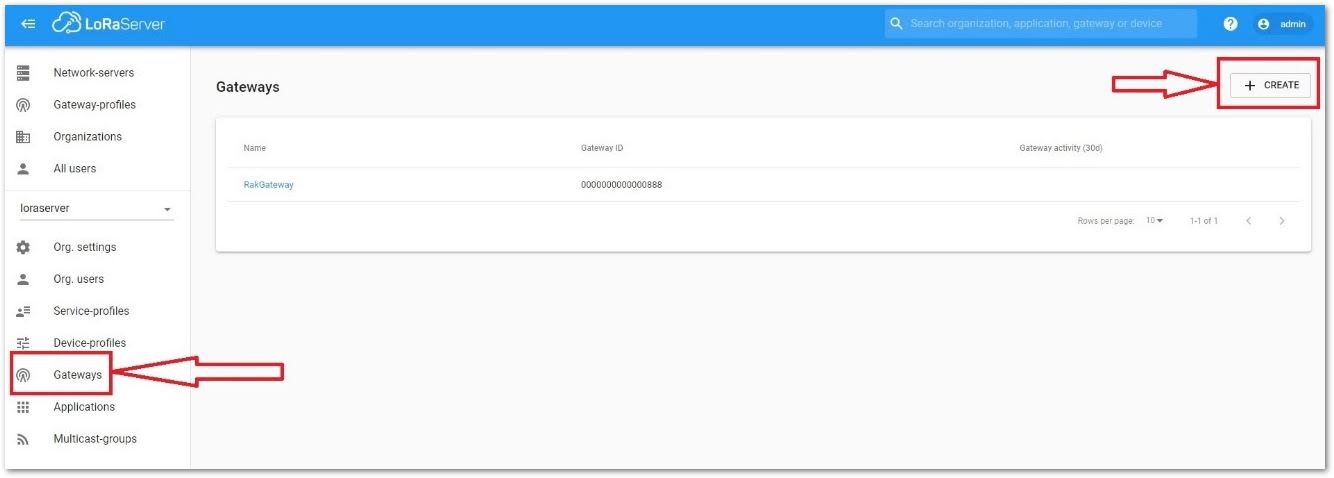 LoRaServer
Search organization, application, gateway or device
? admin
Network-servers
Gateway-profiles
Organizations
All users
loraserver
Org. settings
Org. users
Service-profiles
Device-profiles
Gateways
Applications
Multicast-groups
Gateways
+ CREATE
Name Gateway ID Gateway activity (30d)
RakGateway 0000000000000888
Rows per page: 10 1-1 of 1